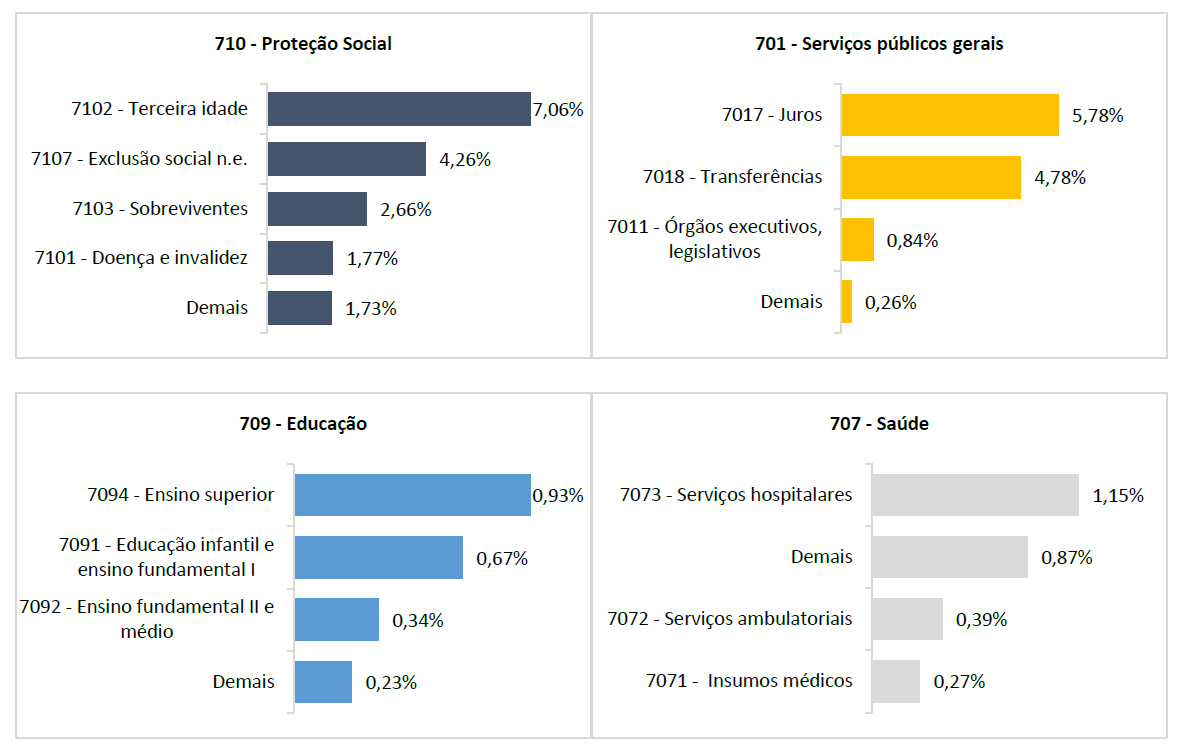 710 - Proteção Social
7102 - Terceira idade
7,06%
7107 - Exclusão social n.e.
4,26%
7103 - Sobreviventes
2,66%
7101 - Doença e invalidez
1,77%
Demais
1,73%
701 - Serviços públicos gerais
7017 - Juros
5,78%
7018 - Transferências
4,78%
7011 - Órgãos executivos,
legislativos
0,84%
Demais
0,26%
709 - Educação
7094 - Ensino superior
0,93%
7091 - Educação infantil e
ensino fundamental I
0,67%
7092 - Ensino fundamental II e
médio
0,34%
Demais
0,23%
707 - Saúde
7073 - Serviços hospitalares
1,15%
Demais
0,87%
7072 - Serviços ambulatoriais
0,39%
7071 -  Insumos médicos
0,27%